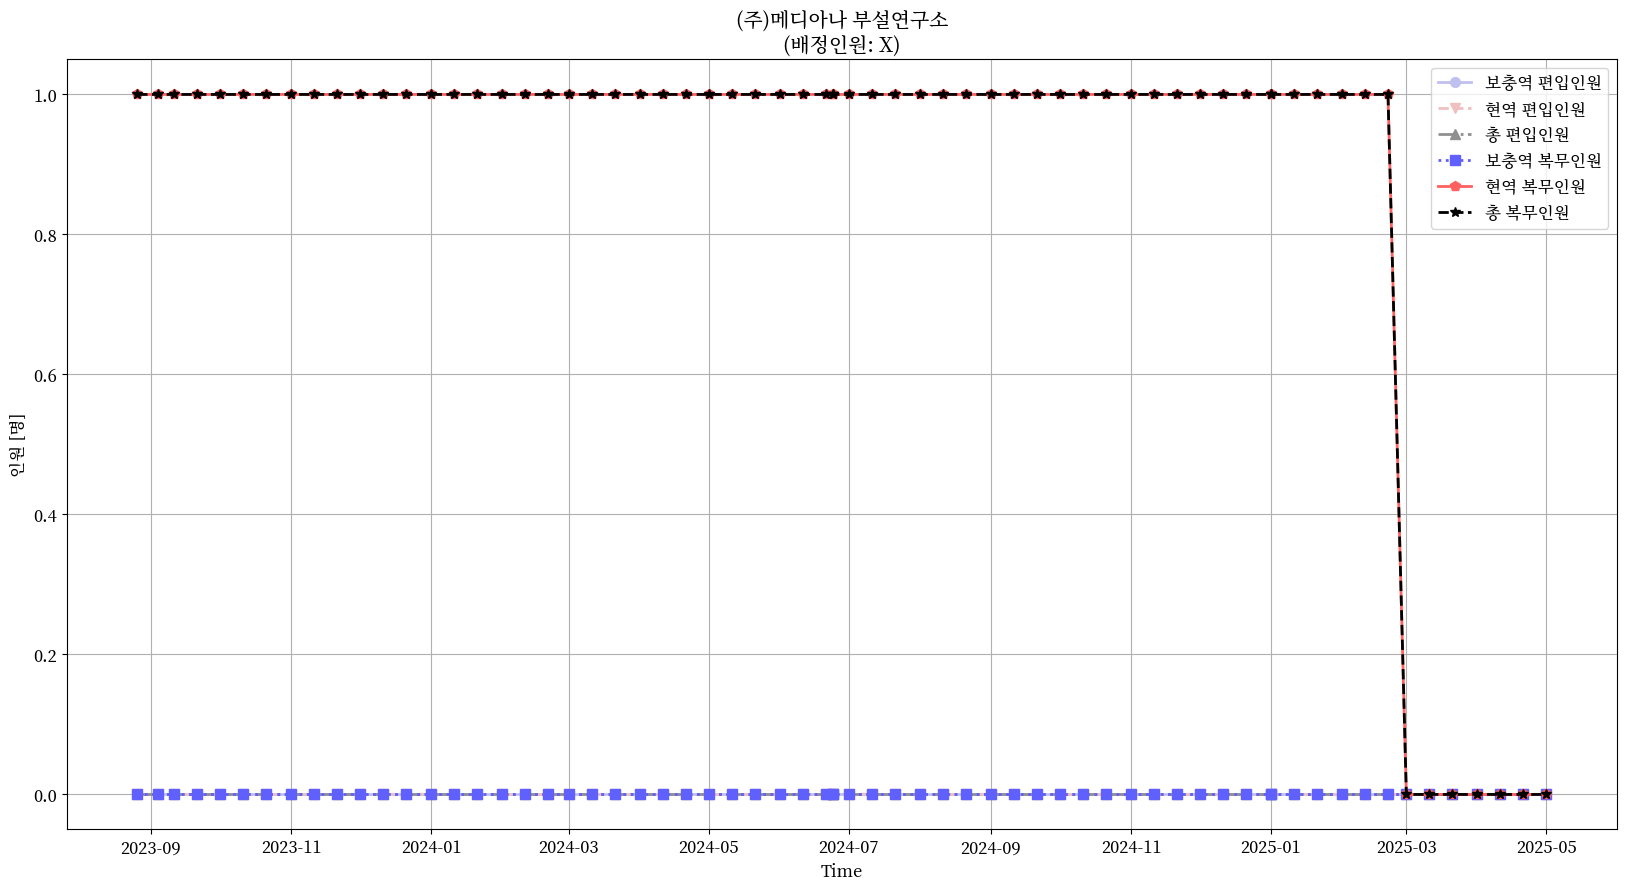 (주)메디아나 부설연구소
(배정인원: X)
보충역 편입인원
현역 편입인원
총 편입인원
보충역 복무인원
현역 복무인원
총 복무인원
1.0
0.8
0.6
0.4
0.2
0.0
인원 [명]
2023-09 2023-11 2024-01 2024-03 2024-05 2024-07 2024-09 2024-11 2025-01 2025-03 2025-05
Time